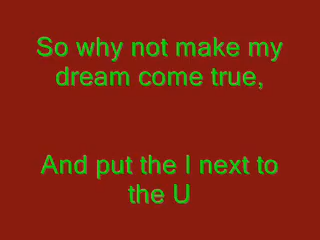 So why not make my
dream come true,
And put the I next to
the U